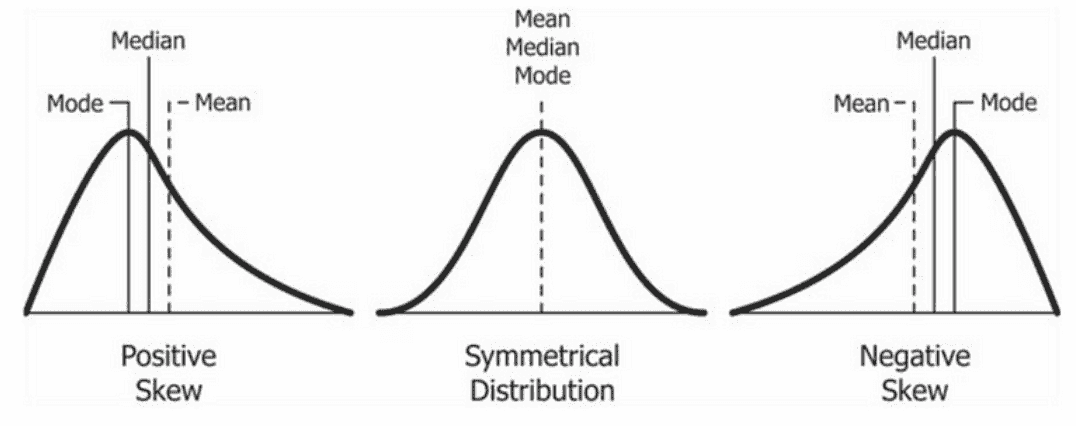 Median
Mode
Mean
Positive
Skew
Mean
Median
Mode
Symmetrical
Distribution
Median
Mean
Mode
Negative
Skew